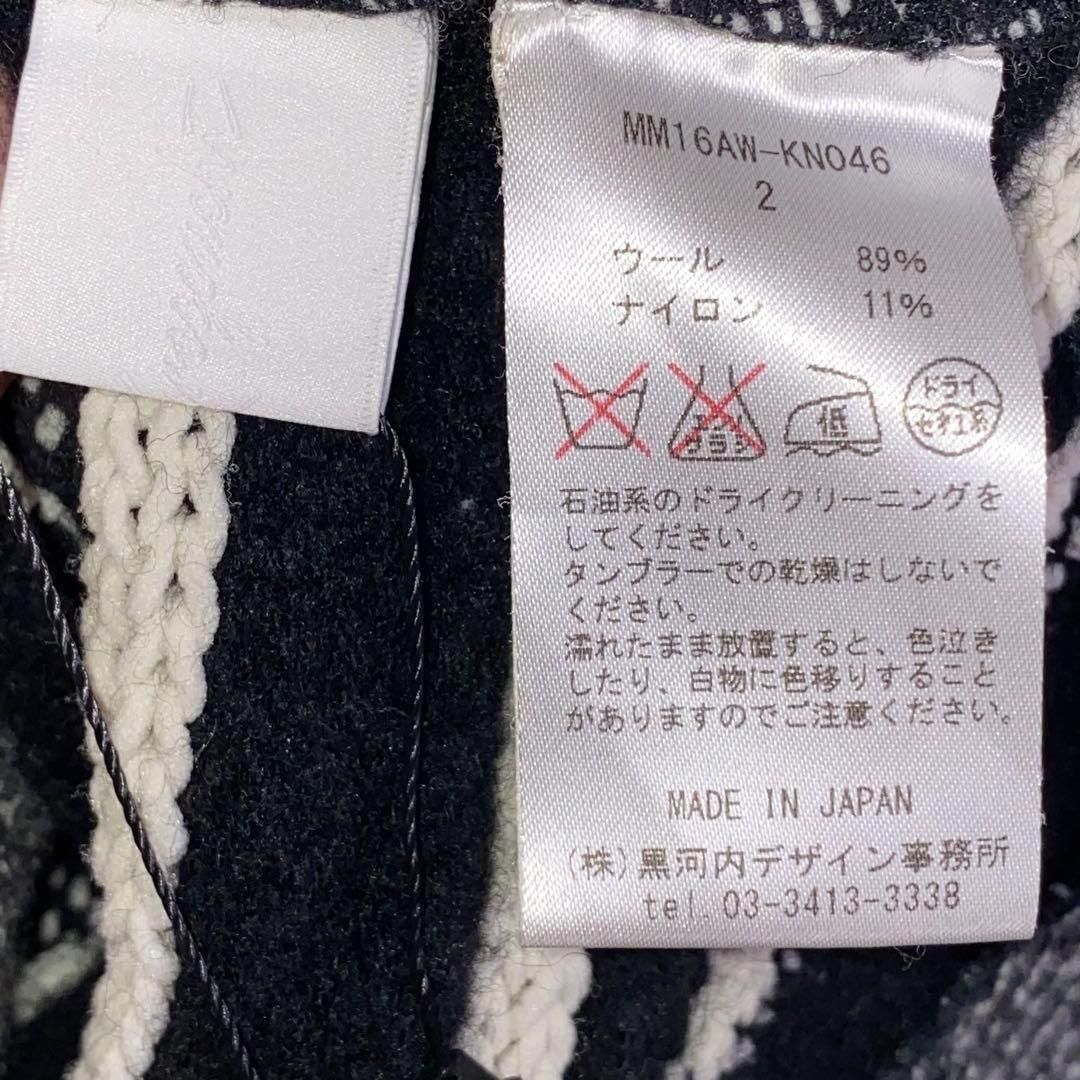 MM16AW-KN046
2
ウール 89%
ナイロン 11%
低
ドライ
セキユ系
石油系のドライクリーニングを
してください。
タンブラーでの乾燥はしないで
ください。
濡れたまま放置すると、色泣き
したり、白物に色移りすること
がありますのでご注意ください。
MADE IN JAPAN
(株)黒河内デザイン事務所
tel.03-3413-3338